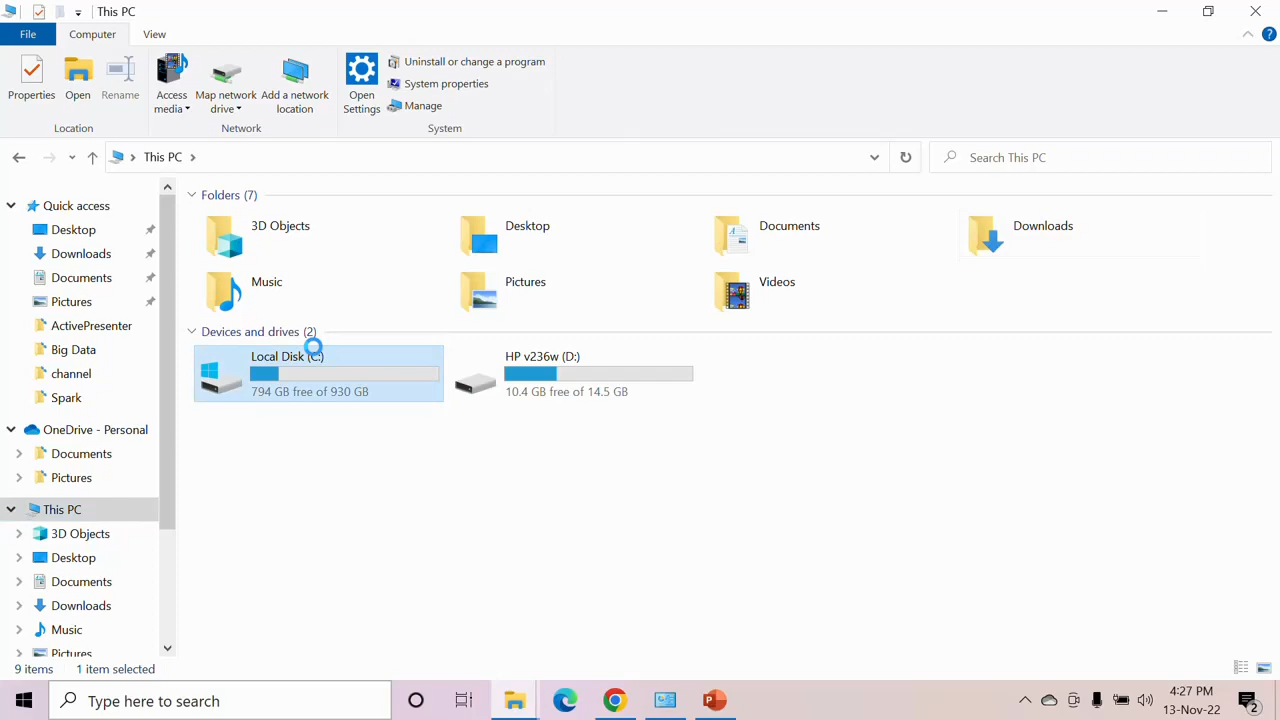 This PC
File
Computer
View
Properties
Open
Rename
Access media
Map network drive
Add a network location
Open Settings
Uninstall or change a program
System properties
Manage
Location
Network
System
This PC
Search This PC
Quick access
Desktop
Downloads
Documents
Pictures
ActivePresenter
Big Data
channel
Spark
OneDrive - Personal
Documents
Pictures
This PC
3D Objects
Desktop
Documents
Downloads
Music
Pictures
Folders (7)
3D Objects
Desktop
Documents
Downloads
Music
Pictures
Videos
Devices and drives (2)
Local Disk (C:)
794 GB free of 930 GB
HP v236w (D:)
10.4 GB free of 14.5 GB
9 items
1 item selected
Type here to search
4:27 PM
13-Nov-22
2